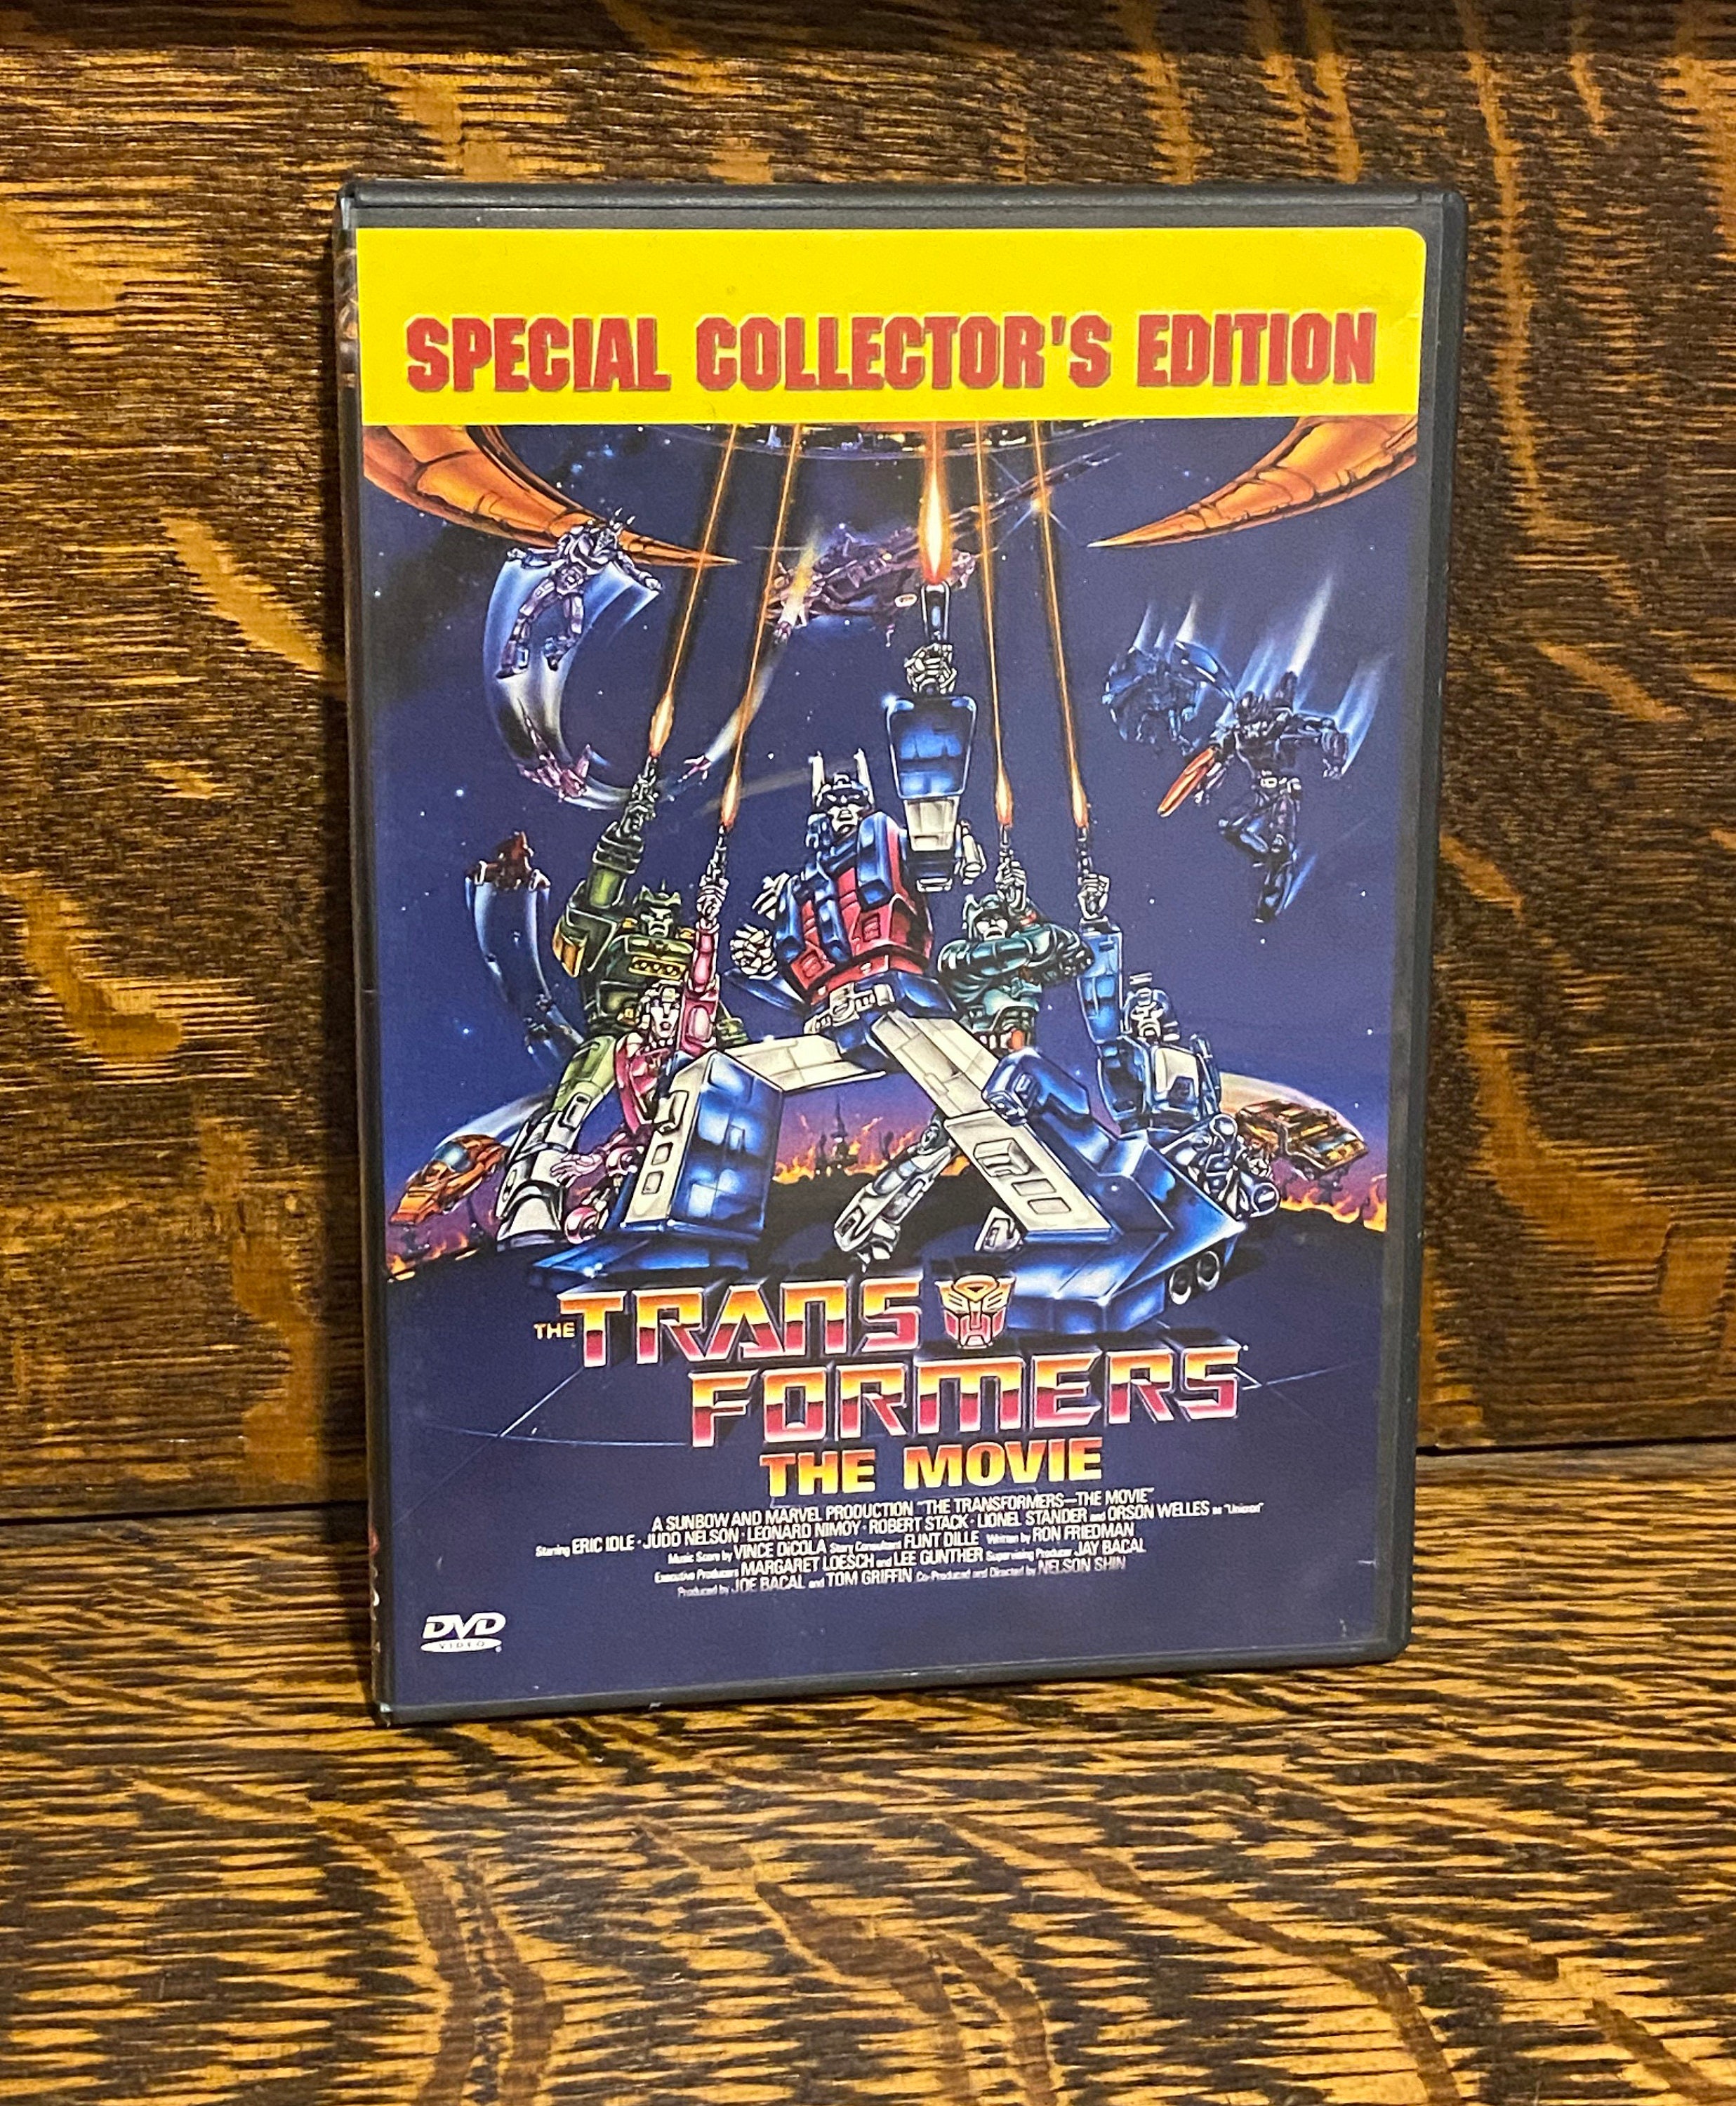 SPECIAL COLLECTOR'S EDITION
THE TRANS
FORMERS
THE MOVIE
A SUNBOW AND MARVEL PRODUCTION "THE TRANSFORMERS—THE MOVIE"
Starring ERIC IDLE · JUDD NELSON · LEONARD NIMOY · ROBERT STACK · LIONEL STANDER and ORSON WELLES as "Unicron"
Music Score by VINCE DiCOLA Story Consultant FLINT DILLE Written by RON FRIEDMAN
Executive Producers MARGARET LOESCH and LEE GUNTHER Supervising Producer JAY BACAL
Produced by JOE BACAL and TOM GRIFFIN Co-Produced and Directed by NELSON SHIN
DVD
VIDEO